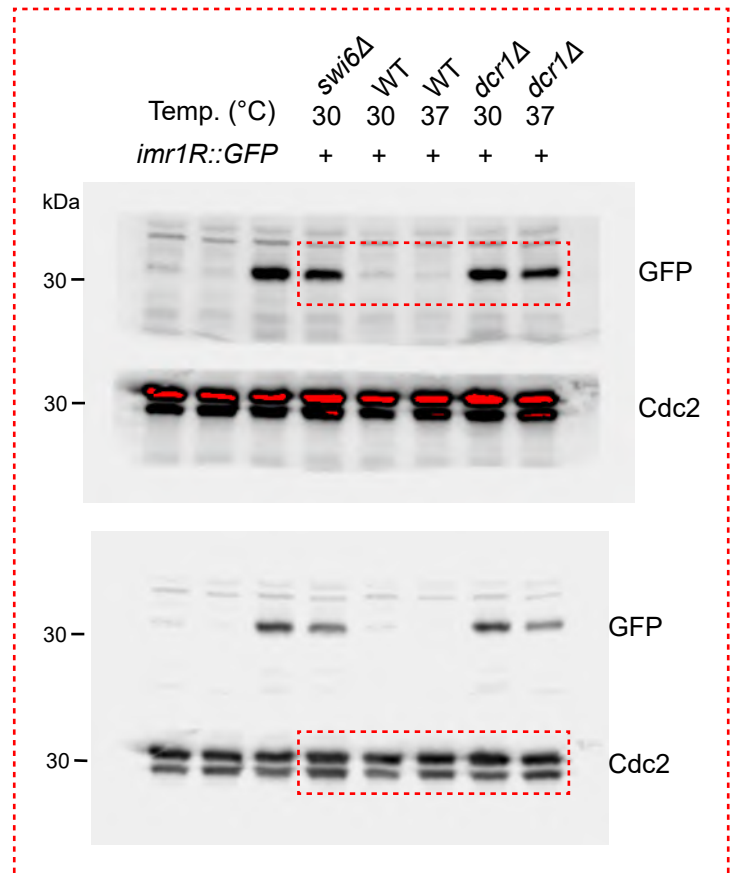 swi6Δ WT WT dcr1Δ dcr1Δ
Temp. (°C) 30 30 37 30 37
imr1R::GFP + + + + +
kDa
30 GFP
30 Cdc2
30 GFP
30 Cdc2